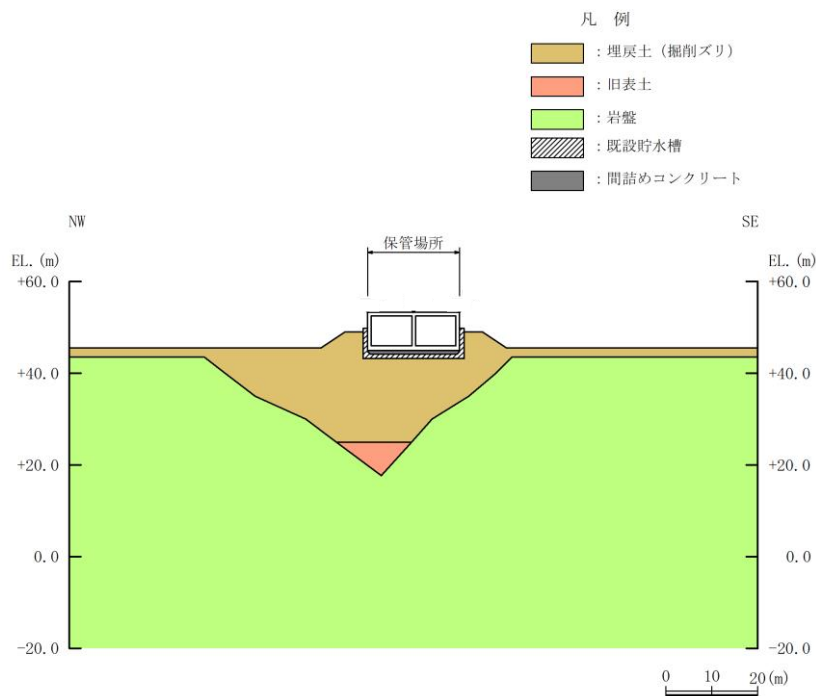 凡 例
：埋戻土（掘削ズリ）
：旧表土
：岩盤
：既設貯水槽
：間詰めコンクリート
NW
SE
保管場所
EL.(m)
EL.(m)
+60.0
+60.0
+40.0
+40.0
+20.0
+20.0
0.0
0.0
-20.0
-20.0
0 10 20(m)